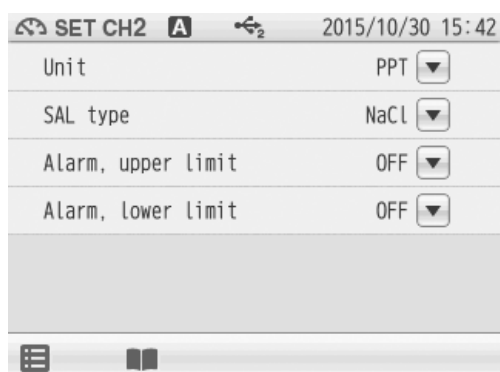 SET CH2 A 2 2015/10/30 15:42
Unit PPT
SAL type NaCl
Alarm, upper limit OFF
Alarm, lower limit OFF